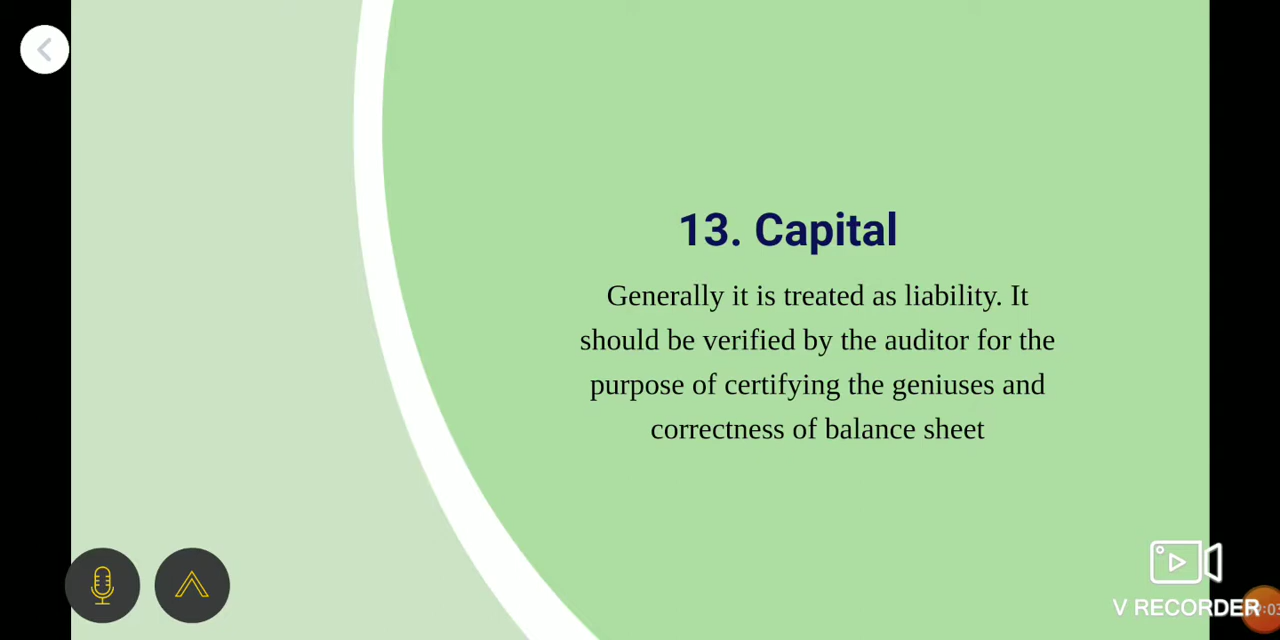 13. Capital
Generally it is treated as liability. It
should be verified by the auditor for the
purpose of certifying the geniuses and
correctness of balance sheet
V RECORDER